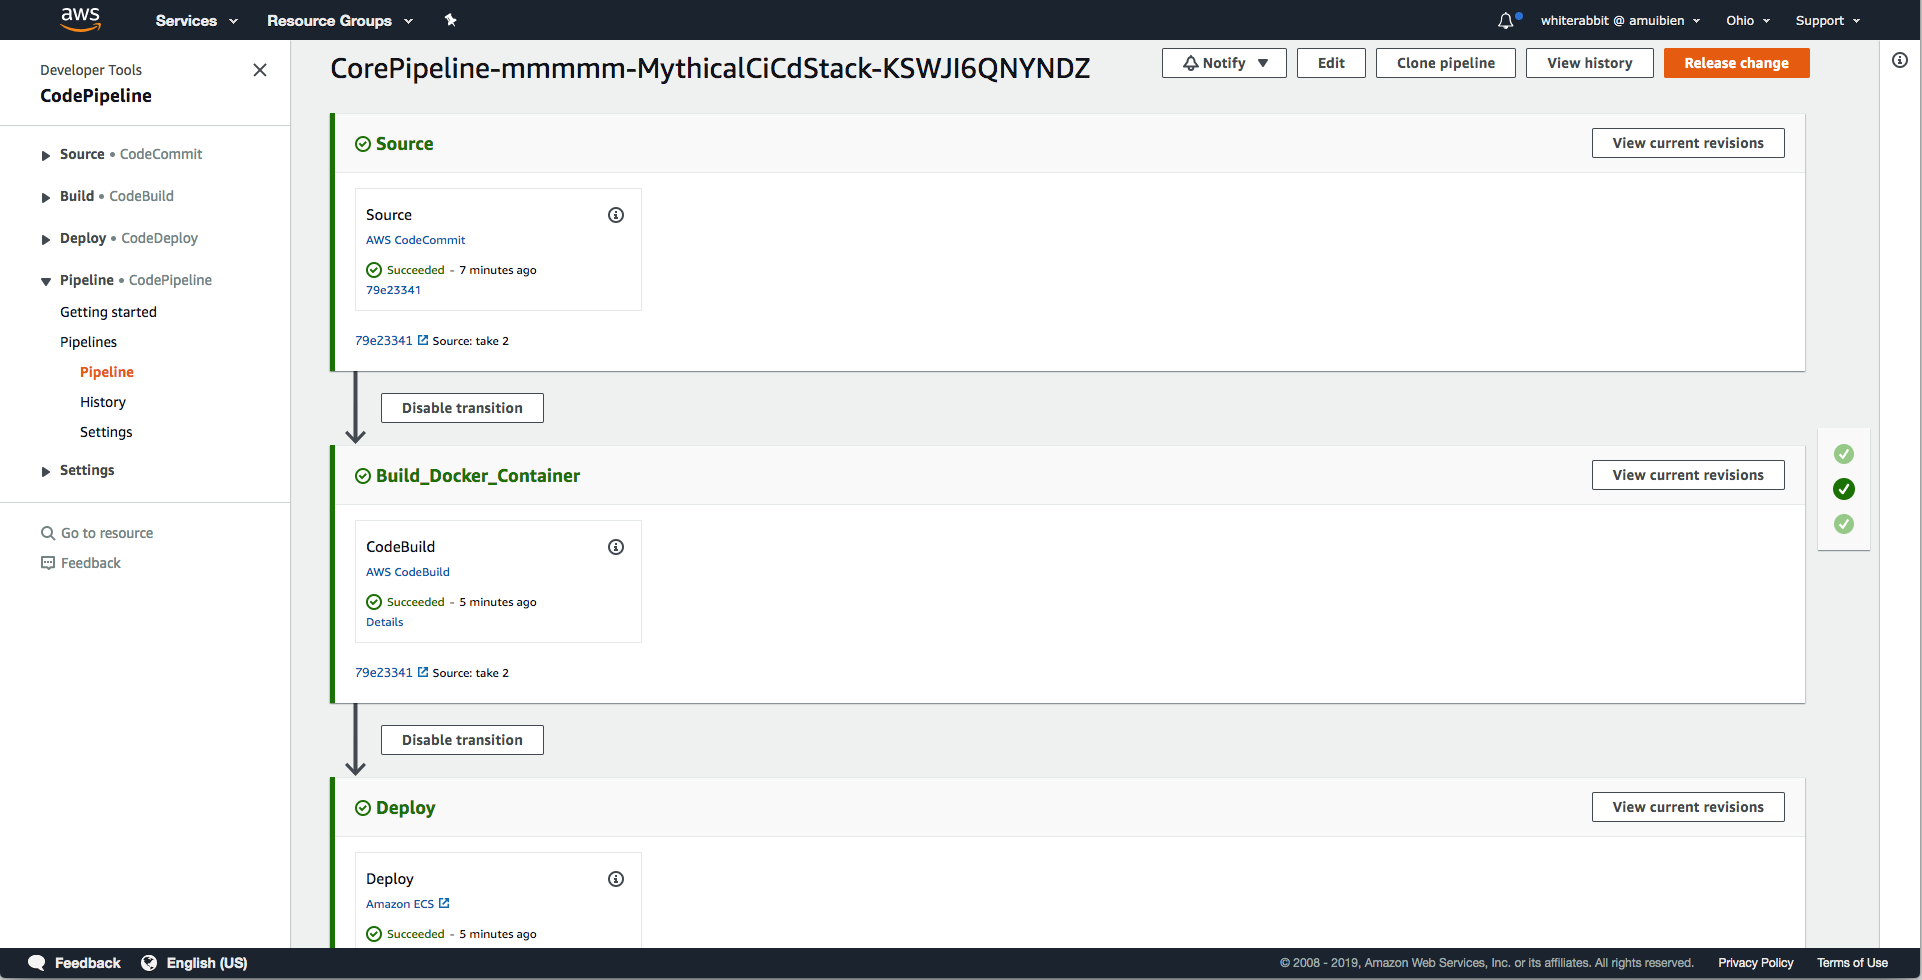 aws
Services
Resource Groups
whiterabbit @ amuibien
Ohio
Support
Developer Tools
CodePipeline
Source • CodeCommit
Build • CodeBuild
Deploy • CodeDeploy
Pipeline • CodePipeline
Getting started
Pipelines
Pipeline
History
Settings
Settings
Go to resource
Feedback
CorePipeline-mmmmm-MythicalCiCdStack-KSWJI6QNYNDZ
Notify
Edit
Clone pipeline
View history
Release change
Source
View current revisions
Source
AWS CodeCommit
Succeeded - 7 minutes ago
79e23341
79e23341 Source: take 2
Disable transition
Build_Docker_Container
View current revisions
CodeBuild
AWS CodeBuild
Succeeded - 5 minutes ago
Details
79e23341 Source: take 2
Disable transition
Deploy
View current revisions
Deploy
Amazon ECS
Succeeded - 5 minutes ago
Feedback
English (US)
© 2008 - 2019, Amazon Web Services, Inc. or its affiliates. All rights reserved.
Privacy Policy
Terms of Use